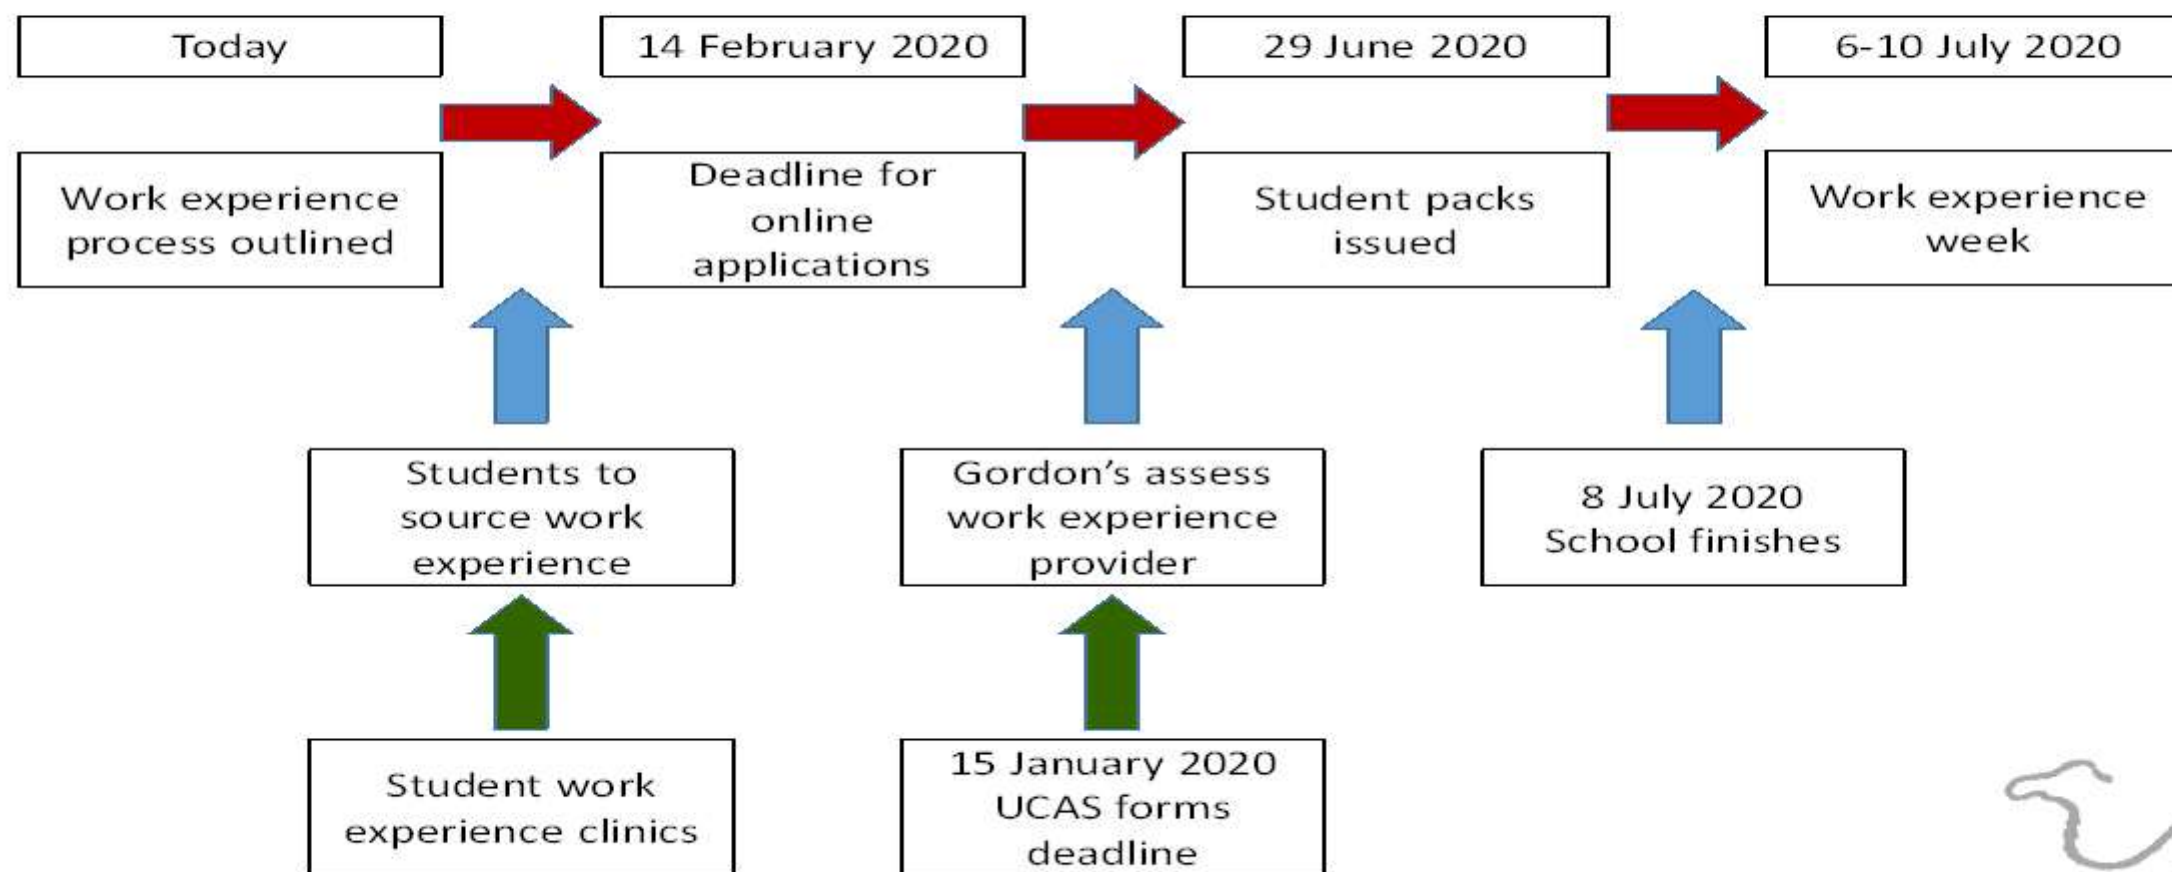 Today
14 February 2020
29 June 2020
6-10 July 2020
Work experience
process outlined
Deadline for
online
applications
Student packs
issued
Work experience
week
Students to
source work
experience
Gordon’s assess
work experience
provider
8 July 2020
School finishes
Student work
experience clinics
15 January 2020
UCAS forms
deadline